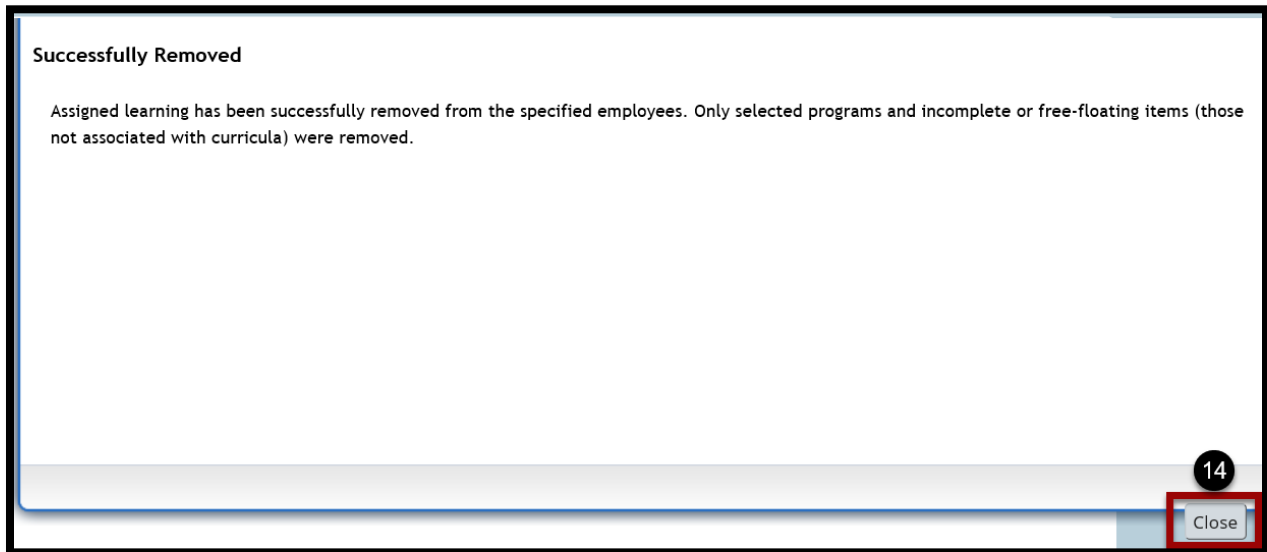 Successfully Removed
Assigned learning has been successfully removed from the specified employees. Only selected programs and incomplete or free-floating items (those
not associated with curricula) were removed.
14
Close